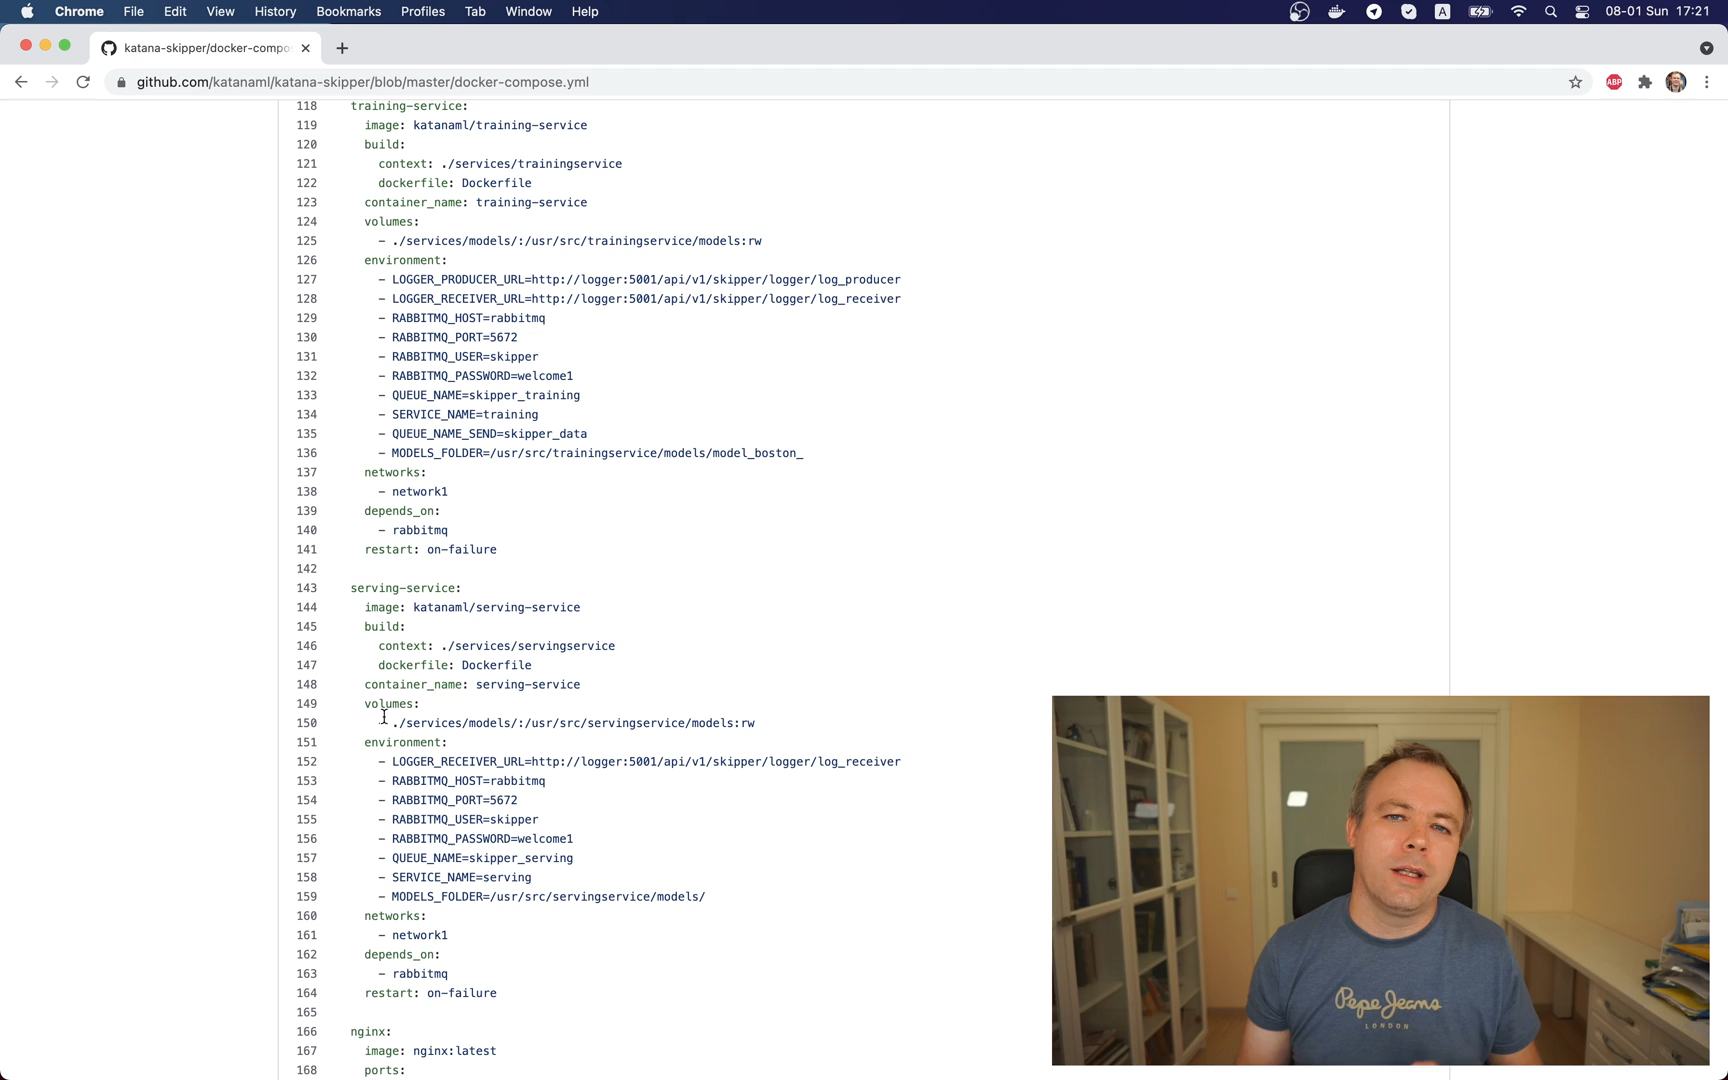 Chrome File Edit View History Bookmarks Profiles Tab Window Help A 08-01 Sun 17:21
katana-skipper/docker-compo
github.com/katanaml/katana-skipper/blob/master/docker-compose.yml ABP
118 training-service:
119 image: katanaml/training-service
120 build:
121 context: ./services/trainingservice
122 dockerfile: Dockerfile
123 container_name: training-service
124 volumes:
125 - ./services/models/:/usr/src/trainingservice/models:rw
126 environment:
127 - LOGGER_PRODUCER_URL=http://logger:5001/api/v1/skipper/logger/log_producer
128 - LOGGER_RECEIVER_URL=http://logger:5001/api/v1/skipper/logger/log_receiver
129 - RABBITMQ_HOST=rabbitmq
130 - RABBITMQ_PORT=5672
131 - RABBITMQ_USER=skipper
132 - RABBITMQ_PASSWORD=welcome1
133 - QUEUE_NAME=skipper_training
134 - SERVICE_NAME=training
135 - QUEUE_NAME_SEND=skipper_data
136 - MODELS_FOLDER=/usr/src/trainingservice/models/model_boston_
137 networks:
138 - network1
139 depends_on:
140 - rabbitmq
141 restart: on-failure
142
143 serving-service:
144 image: katanaml/serving-service
145 build:
146 context: ./services/servingservice
147 dockerfile: Dockerfile
148 container_name: serving-service
149 volumes:
150 - ./services/models/:/usr/src/servingservice/models:rw
151 environment:
152 - LOGGER_RECEIVER_URL=http://logger:5001/api/v1/skipper/logger/log_receiver
153 - RABBITMQ_HOST=rabbitmq
154 - RABBITMQ_PORT=5672
155 - RABBITMQ_USER=skipper
156 - RABBITMQ_PASSWORD=welcome1
157 - QUEUE_NAME=skipper_serving
158 - SERVICE_NAME=serving
159 - MODELS_FOLDER=/usr/src/servingservice/models/
160 networks:
161 - network1
162 depends_on:
163 - rabbitmq
164 restart: on-failure
165
166 nginx:
167 image: nginx:latest
168 ports:
Pepe Jeans
LONDON